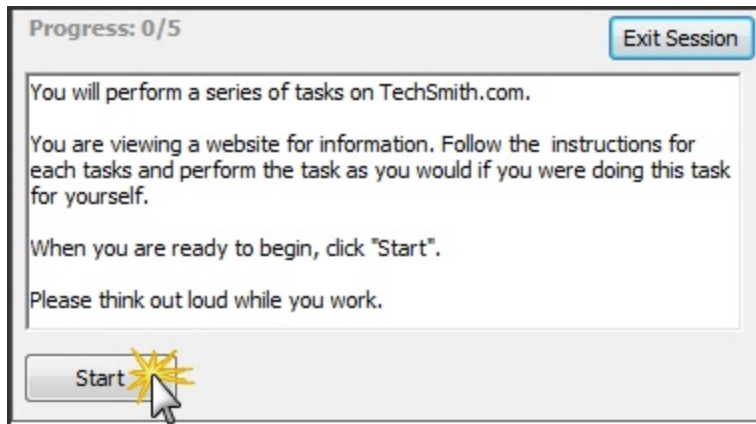 Progress: 0/5
Exit Session
You will perform a series of tasks on TechSmith.com.
You are viewing a website for information. Follow the instructions for
each tasks and perform the task as you would if you were doing this task
for yourself.
When you are ready to begin, click "Start".
Please think out loud while you work.
Start